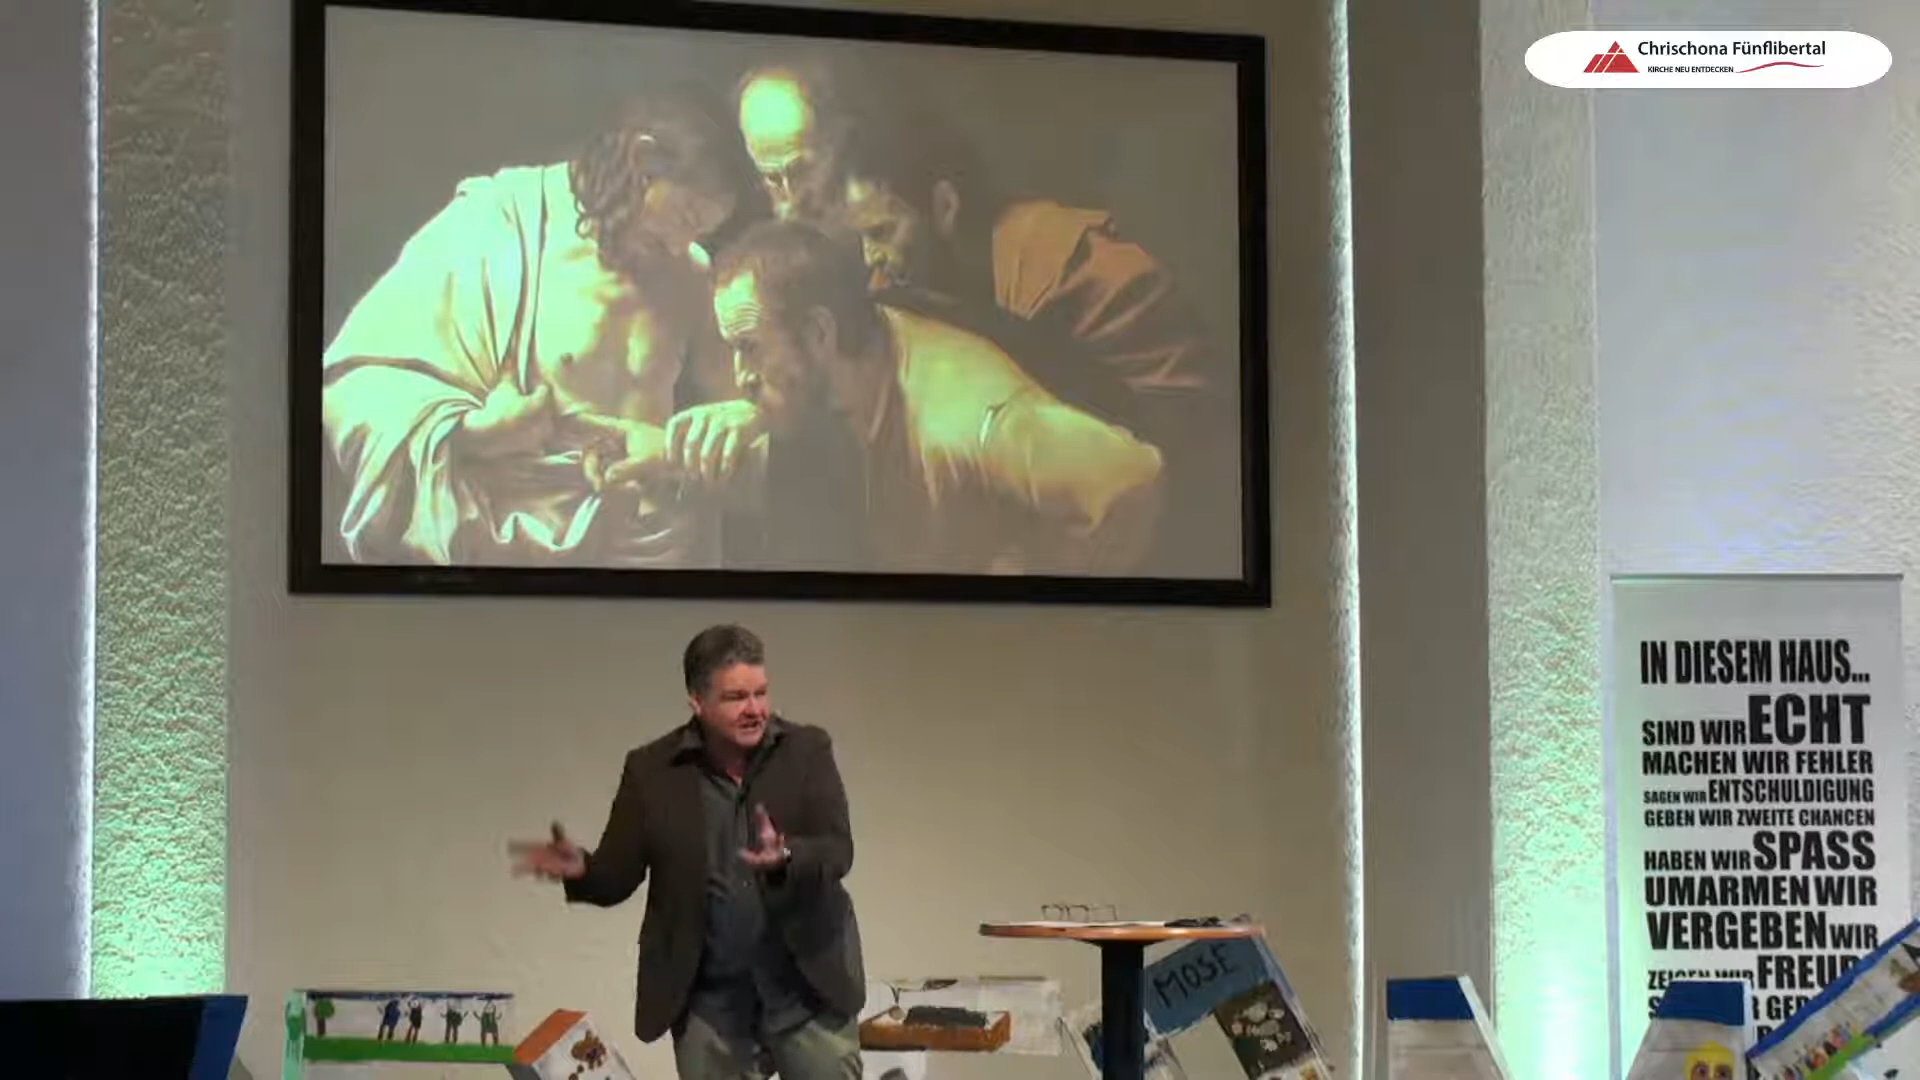 Chrischona Fünflibertal
KIRCHE NEU ENTDECKEN
IN DIESEM HAUS...
SIND WIR ECHT
MACHEN WIR FEHLER
SAGEN WIR ENTSCHULDIGUNG
GEBEN WIR ZWEITE CHANCEN
HABEN WIR SPASS
UMARMEN WIR
VERGEBEN WIR
MOSE